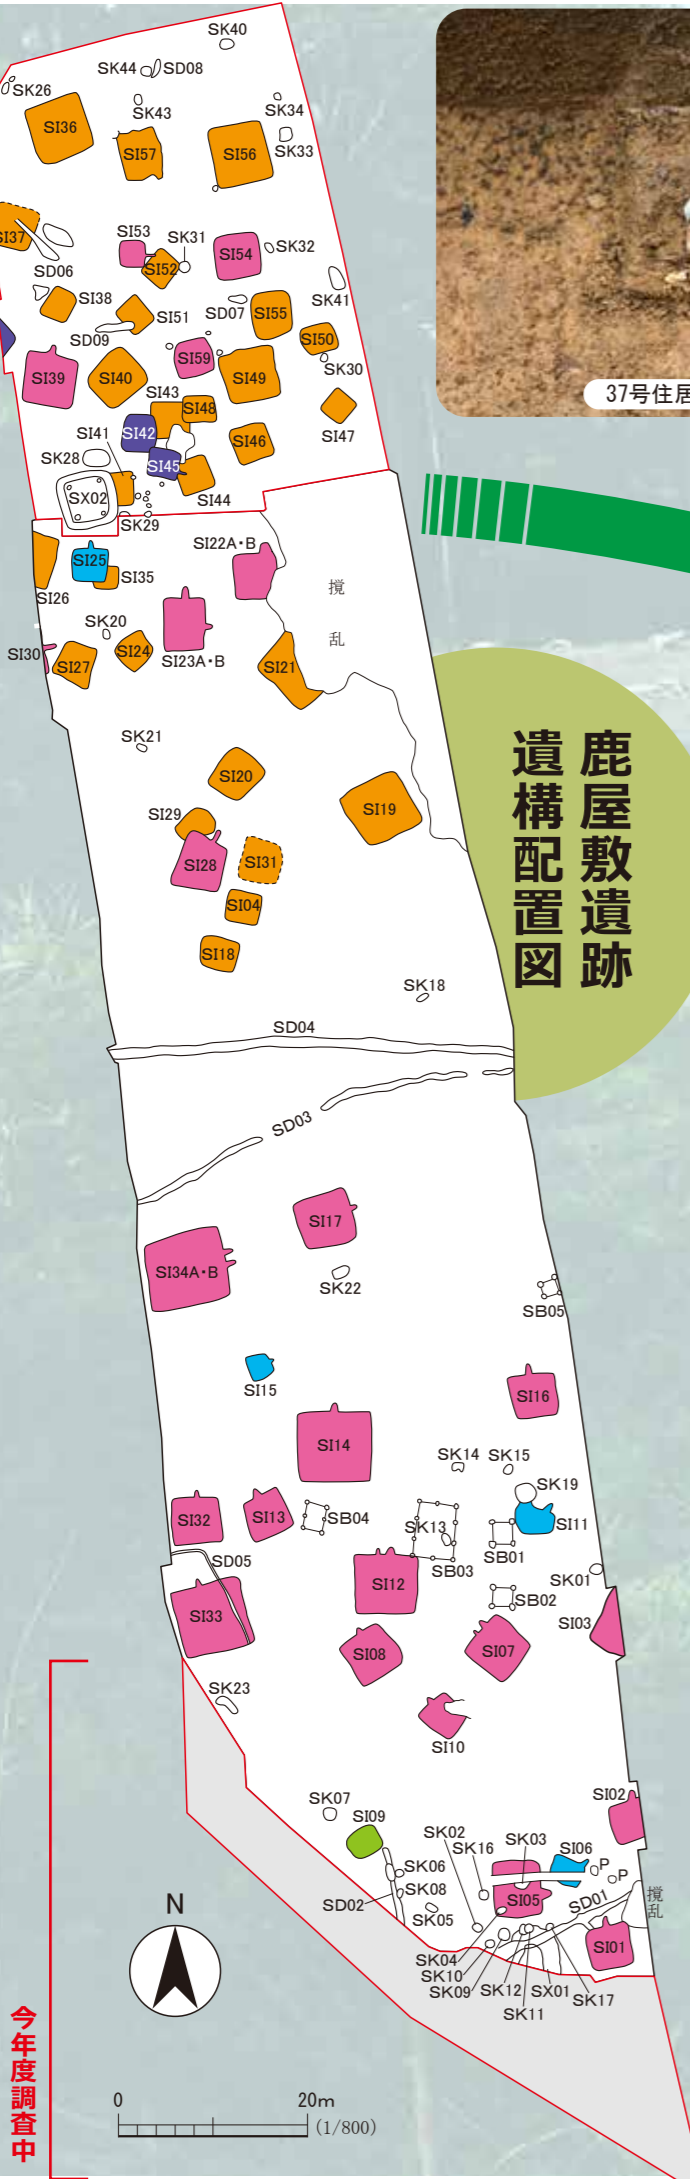 SK40
SK44
SD08
SK26
SK43
SK34
SI36
SK33
SI57
SI56
SI37
SI53
SK31
SI54
SK32
SI52
SD06
SK41
SI38
SI51
SD07
SI55
SD09
SI50
SI59
SK30
SI39
SI40
SI49
37号住居
SI43
SI48
SI41
SI42
SI46
SI47
SK28
SI45
SX02
SI44
SK29
SI22A・B
SI25
SI35
SI26
撹乱
SK20
SI30
SI24
SI27
SI23A・B
SI21
SK21
鹿屋敷遺跡
遺構配置図
SI20
SI29
SI19
SI28
SI31
SI04
SI18
SK18
SD04
SD03
SI17
SI34A・B
SK22
SB05
SI15
SI16
SI14
SK14
SK15
SK19
SI32
SI13
SB04
SK13
SI11
SB01
SD05
SB03
SK01
SI12
SB02
SI33
SI03
SI08
SI07
SK23
SI10
SI02
SK07
SI09
SK02
SK03
SK16
SI06
P
SK06
P
SK08
SI05
SD02
SK05
SD01
撹乱
SI01
SK04
SK10
SK09
SK12
SX01
SK17
SK11
N
今年度調査中
0 20m
(1/800)